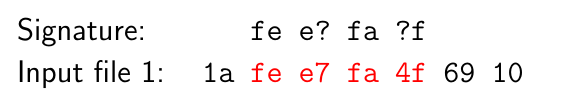 Signature: fe e? fa ?f
Input file 1: 1a fe e7 fa 4f 69 10